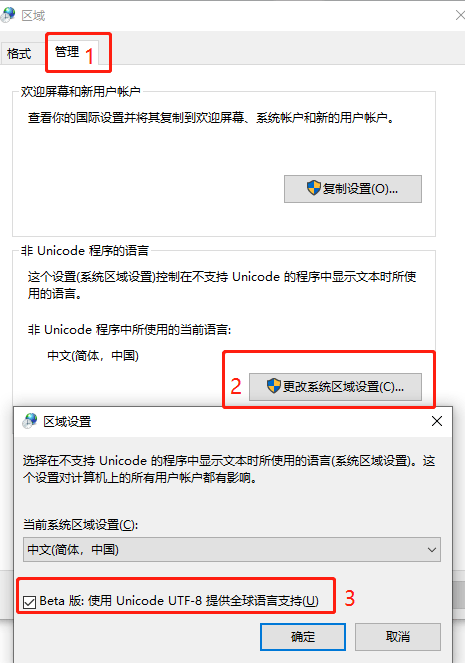 区域
格式
管理
1
欢迎屏幕和新用户帐户
查看你的国际设置并将其复制到欢迎屏幕、系统帐户和新的用户帐户。
复制设置(O)...
非 Unicode 程序的语言
这个设置(系统区域设置)控制在不支持 Unicode 的程序中显示文本时所使
用的语言。
非 Unicode 程序中所使用的当前语言:
中文(简体，中国)
2
更改系统区域设置(C)...
区域设置
选择在不支持 Unicode 的程序中显示文本时所使用的语言(系统区域设置)。这
个设置对计算机上的所有用户帐户都有影响。
当前系统区域设置(C):
中文(简体，中国)
Beta 版: 使用 Unicode UTF-8 提供全球语言支持(U)
3
确定
取消